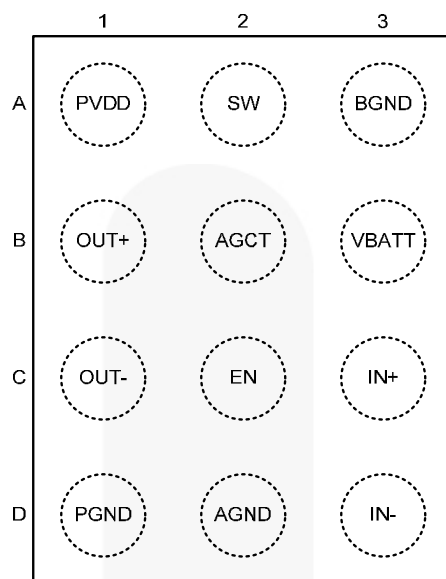 1 2 3
A PVDD SW BGND
B OUT+ AGCT VBATT
C OUT- EN IN+
D PGND AGND IN-